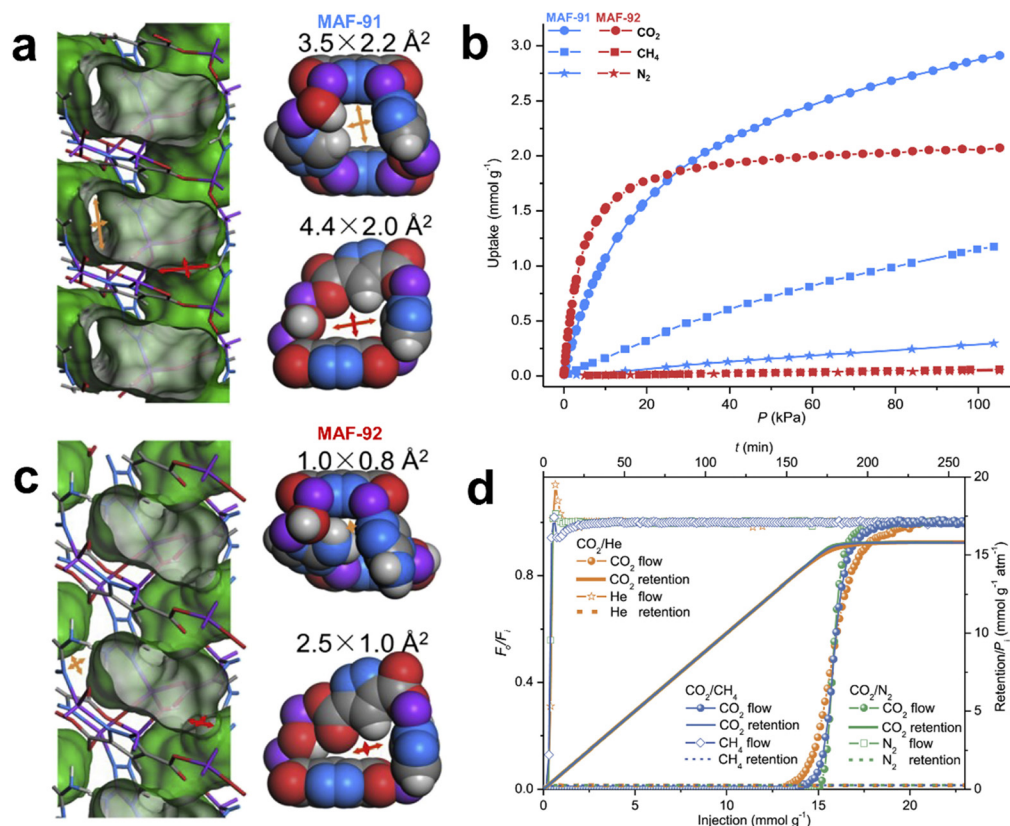 a
MAF-91
3.5×2.2 Å²
4.4×2.0 Å²
b
MAF-91 MAF-92
CO₂
CH₄
N₂
3.0
2.5
2.0
1.5
1.0
0.5
0.0
Uptake (mmol g⁻¹)
0 20 40 60 80 100
P (kPa)
c
MAF-92
1.0×0.8 Å²
2.5×1.0 Å²
d
t (min)
0 50 100 150 200 250
0.8
0.4
0.0
Fₒ/Fᵢ
20
15
10
5
0
Retention/Pᵢ (mmol g⁻¹ atm⁻¹)
CO₂/He
CO₂ flow
CO₂ retention
He flow
He retention
CO₂/CH₄
CO₂ flow
CO₂ retention
CH₄ flow
CH₄ retention
CO₂/N₂
CO₂ flow
CO₂ retention
N₂ flow
N₂ retention
0 5 10 15 20
Injection (mmol g⁻¹)